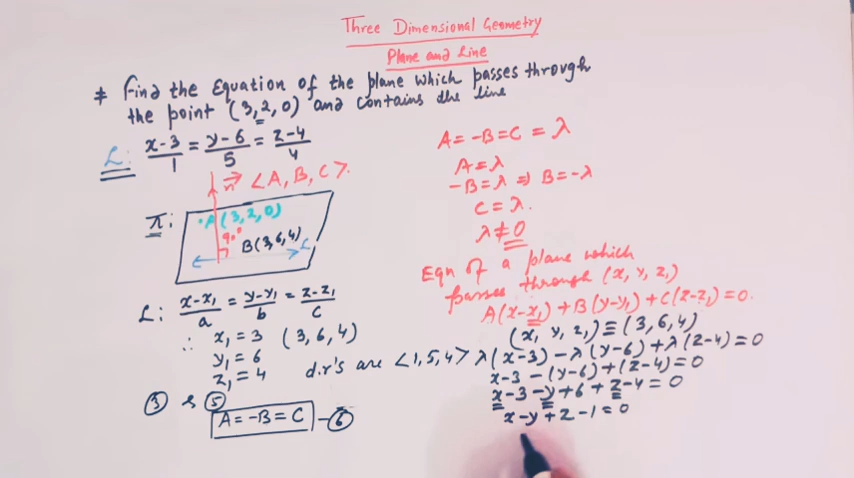 Three Dimensional Geometry
Plane and Line
* Find the Equation of the plane which passes through
the point (3,2,0) and contains the line
L: x-3/1 = y-6/5 = z-4/4
n⃗ <A, B, C>.
π:
A(3,2,0)
90°
B(3,6,4)
L
L: x-x₁/a = y-y₁/b = z-z₁/c
∴ x₁ = 3 (3,6,4)
y₁ = 6
z₁ = 4 d.r's are <1,5,4>
③ & ⑤
A = -B = C -⑥
A = -B = C = λ
A = λ
-B = λ ⇒ B = -λ
C = λ.
λ ≠ 0
Eqn of a plane which
passes through (x, y, z₁)
A(x-x₁) + B(y-y₁) + C(z-z₁) = 0.
(x, y, z₁) ≡ (3,6,4)
λ(x-3) - λ(y-6) + λ(z-4) = 0
x-3 - (y-6) + (z-4) = 0
x-3-y+6+z-4 = 0
x-y+z-1 = 0